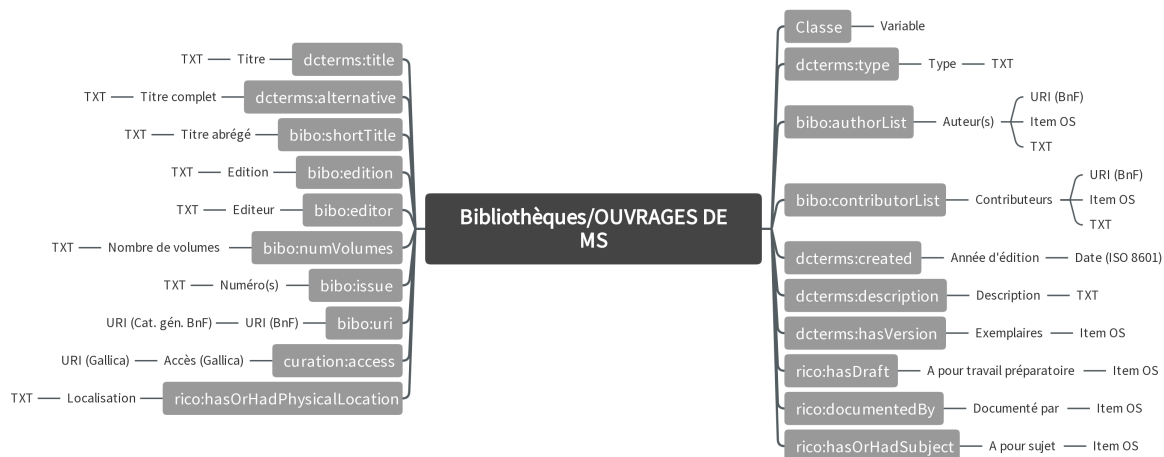 TXT Titre dcterms:title
TXT Titre complet dcterms:alternative
TXT Titre abrégé bibo:shortTitle
TXT Edition bibo:edition
TXT Editeur bibo:editor
TXT Nombre de volumes bibo:numVolumes
TXT Numéro(s) bibo:issue
URI (Cat. gén. BnF) URI (BnF) bibo:uri
URI (Gallica) Accès (Gallica) curation:access
TXT Localisation rico:hasOrHadPhysicalLocation
Bibliothèques/OUVRAGES DE
MS
Classe Variable
dcterms:type Type TXT
URI (BnF)
bibo:authorList Auteur(s) Item OS
TXT
URI (BnF)
bibo:contributorList Contributeurs Item OS
TXT
dcterms:created Année d'édition Date (ISO 8601)
dcterms:description Description TXT
dcterms:hasVersion Exemplaires Item OS
rico:hasDraft A pour travail préparatoire Item OS
rico:documentedBy Documenté par Item OS
rico:hasOrHadSubject A pour sujet Item OS